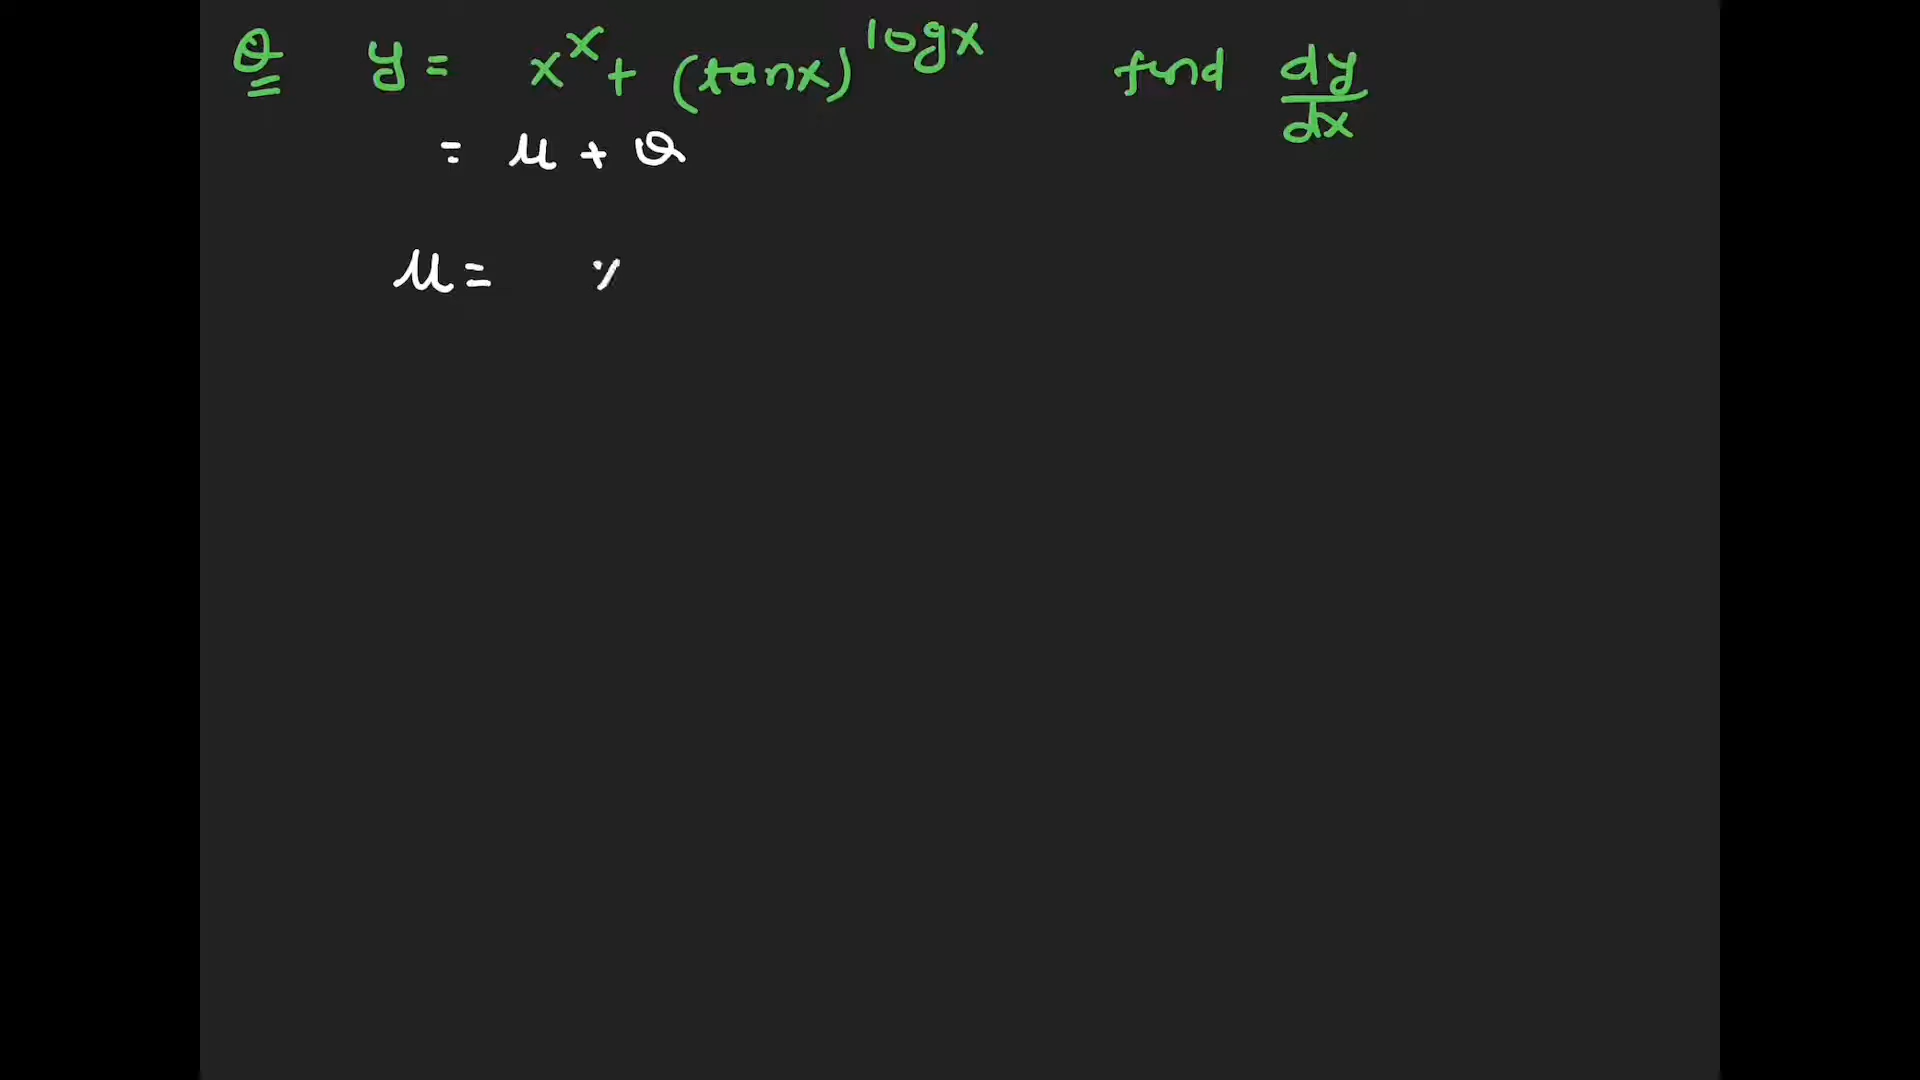 Q y = x^x + (tanx)^logx find dy/dx
= u + v
u = x